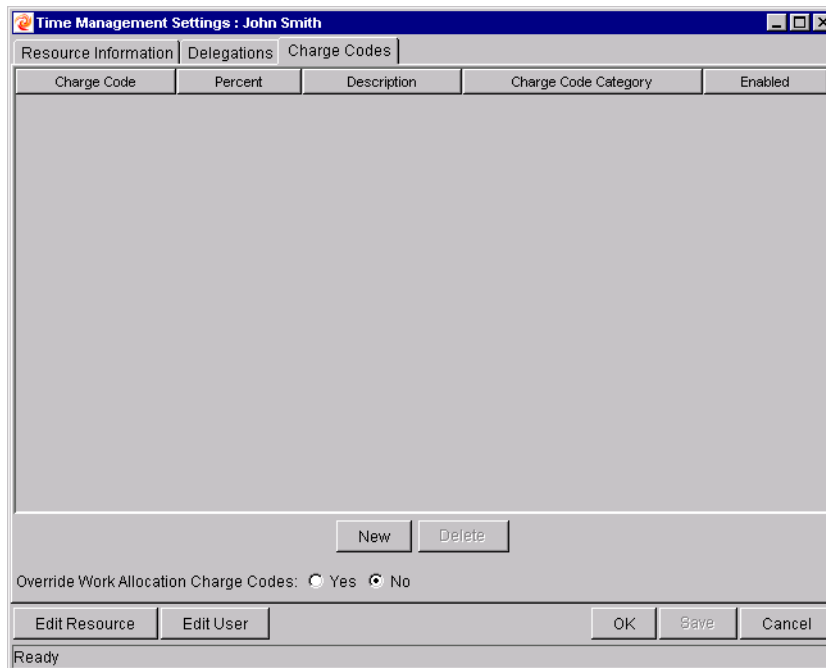 Time Management Settings : John Smith
Resource Information Delegations Charge Codes
Charge Code Percent Description Charge Code Category Enabled
New Delete
Override Work Allocation Charge Codes: Yes No
Edit Resource Edit User OK Save Cancel
Ready